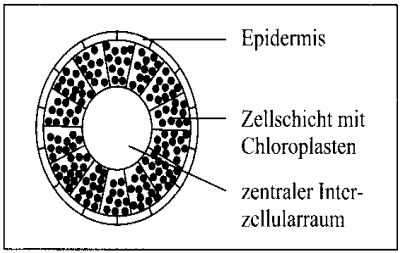 Epidermis
Zellschicht mit
Chloroplasten
zentraler Inter-
zellularraum